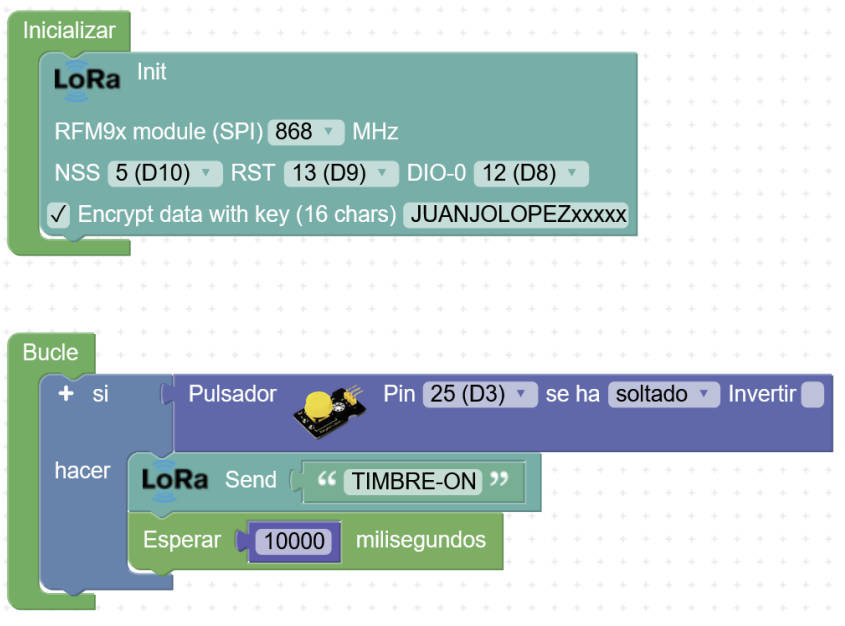 Inicializar
LoRa Init
RFM9x module (SPI) 868 MHz
NSS 5 (D10) RST 13 (D9) DIO-0 12 (D8)
✓ Encrypt data with key (16 chars) JUANJOLOPEZxxxxx
Bucle
+ si Pulsador Pin 25 (D3) se ha soltado Invertir
hacer LoRa Send “ TIMBRE-ON ”
Esperar 10000 milisegundos